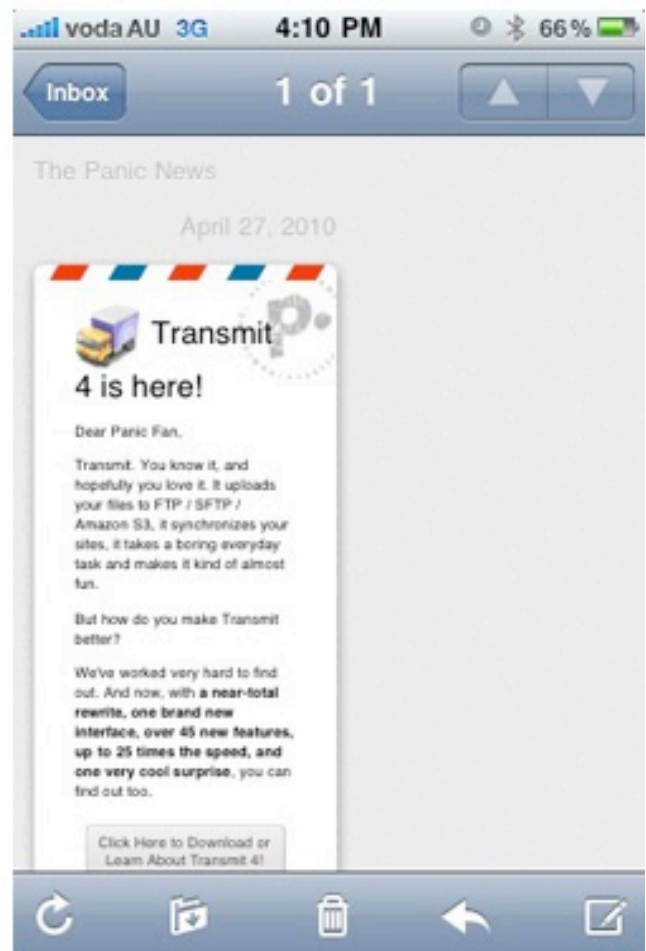 voda AU 3G 4:10 PM 66%
Inbox 1 of 1
The Panic News
April 27, 2010
p.
Transmit
4 is here!
Dear Panic Fan,
Transmit. You know it, and
hopefully you love it. It uploads
your files to FTP / SFTP /
Amazon S3, it synchronizes your
sites, it takes a boring everyday
task and makes it kind of almost
fun.
But how do you make Transmit
better?
We've worked very hard to find
out. And now, with a near-total
rewrite, one brand new
interface, over 45 new features,
up to 25 times the speed, and
one very cool surprise, you can
find out too.
Click Here to Download or
Learn About Transmit 4!